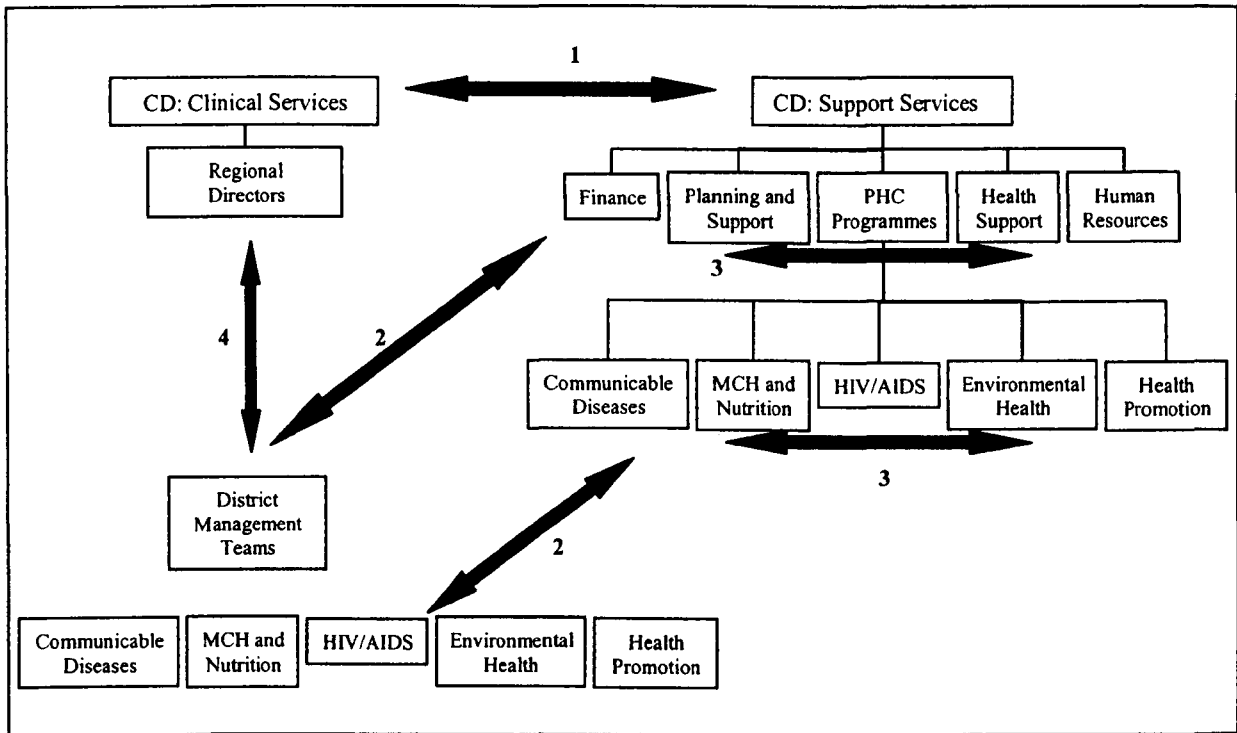 1
CD: Clinical Services
CD: Support Services
Regional
Directors
Finance
Planning and
Support
PHC
Programmes
Health
Support
Human
Resources
3
4
2
Communicable
Diseases
MCH and
Nutrition
HIV/AIDS
Environmental
Health
Health
Promotion
3
District
Management
Teams
2
Communicable
Diseases
MCH and
Nutrition
HIV/AIDS
Environmental
Health
Health
Promotion